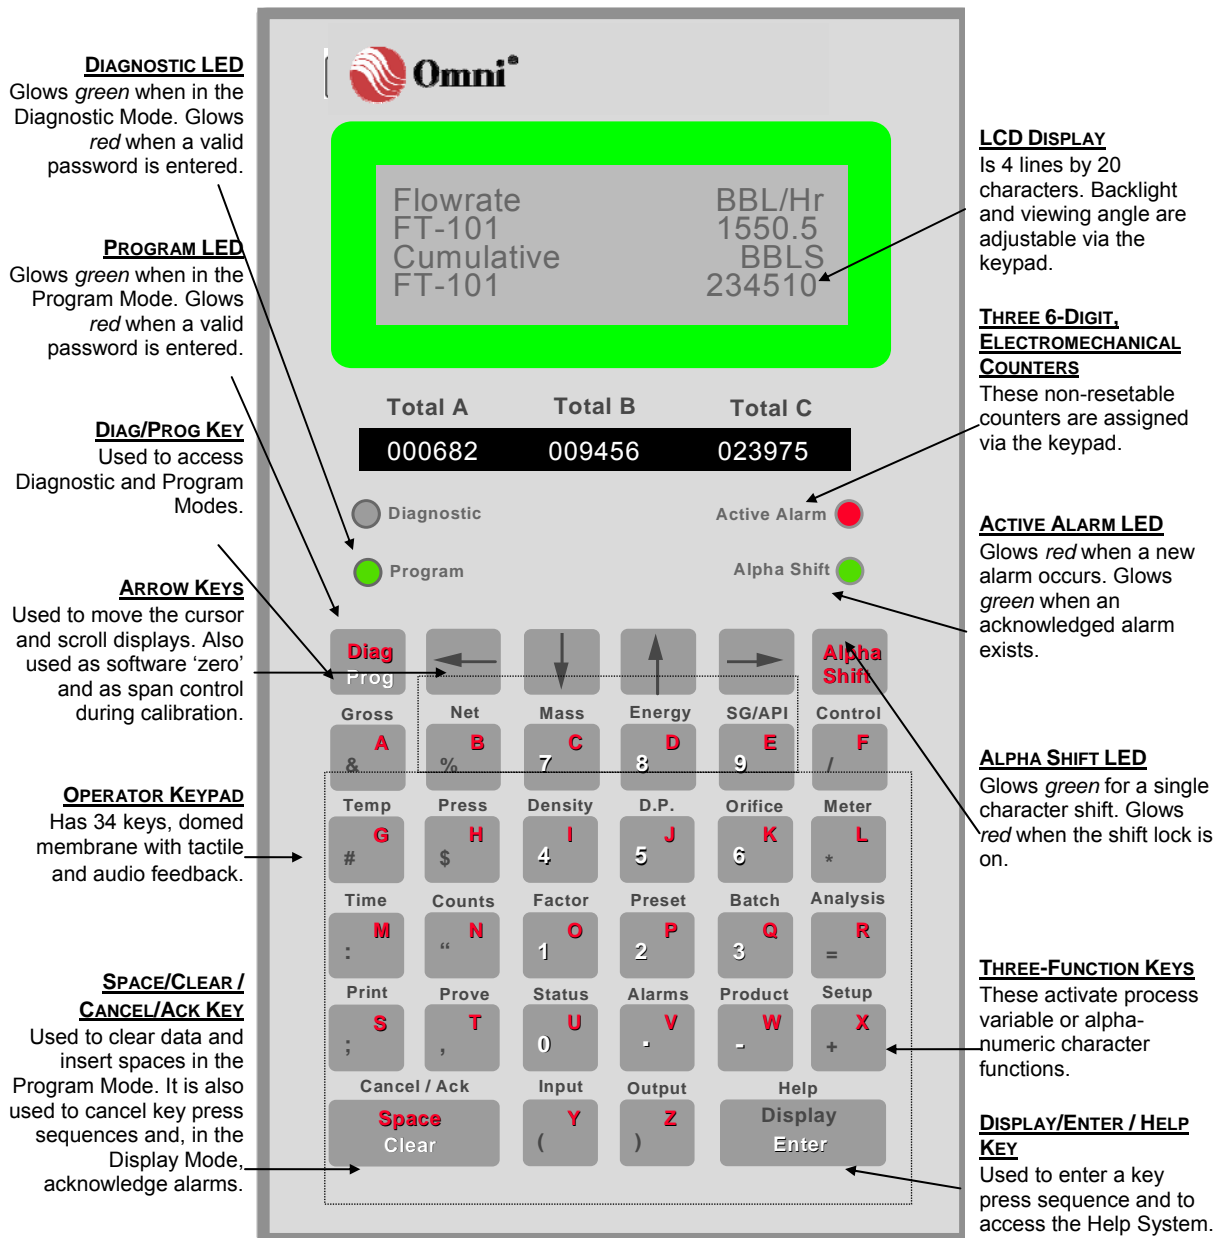 DIAGNOSTIC LED
Glows green when in the
Diagnostic Mode. Glows
red when a valid
password is entered.
PROGRAM LED
Glows green when in the
Program Mode. Glows
red when a valid
password is entered.
DIAG/PROG KEY
Used to access
Diagnostic and Program
Modes.
ARROW KEYS
Used to move the cursor
and scroll displays. Also
used as software ‘zero’
and as span control
during calibration.
OPERATOR KEYPAD
Has 34 keys, domed
membrane with tactile
and audio feedback.
SPACE/CLEAR /
CANCEL/ACK KEY
Used to clear data and
insert spaces in the
Program Mode. It is also
used to cancel key press
sequences and, in the
Display Mode,
acknowledge alarms.
Omni®
Flowrate BBL/Hr
FT-101 1550.5
Cumulative BBLS
FT-101 234510
Total A Total B Total C
000682 009456 023975
Diagnostic Active Alarm
Program Alpha Shift
Diag Alpha
Prog Shift
Gross Net Mass Energy SG/API Control
A B C D E F
& % 7 8 9 /
Temp Press Density D.P. Orifice Meter
G H I J K L
# $ 4 5 6 *
Time Counts Factor Preset Batch Analysis
M N O P Q R
: “ 1 2 3 =
Print Prove Status Alarms Product Setup
S T U V W X
; , 0 . - +
Cancel / Ack Input Output Help
Space Y Z Display
Clear ( ) Enter
LCD DISPLAY
Is 4 lines by 20
characters. Backlight
and viewing angle are
adjustable via the
keypad.
THREE 6-DIGIT,
ELECTROMECHANICAL
COUNTERS
These non-resetable
counters are assigned
via the keypad.
ACTIVE ALARM LED
Glows red when a new
alarm occurs. Glows
green when an
acknowledged alarm
exists.
ALPHA SHIFT LED
Glows green for a single
character shift. Glows
red when the shift lock is
on.
THREE-FUNCTION KEYS
These activate process
variable or alpha-
numeric character
functions.
DISPLAY/ENTER / HELP
KEY
Used to enter a key
press sequence and to
access the Help System.